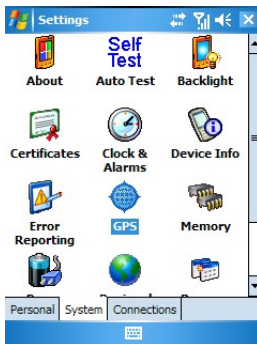 Settings
Self
Test
About
Auto Test
Backlight
Certificates
Clock &
Alarms
Device Info
Error
Reporting
GPS
Memory
Personal
System
Connections